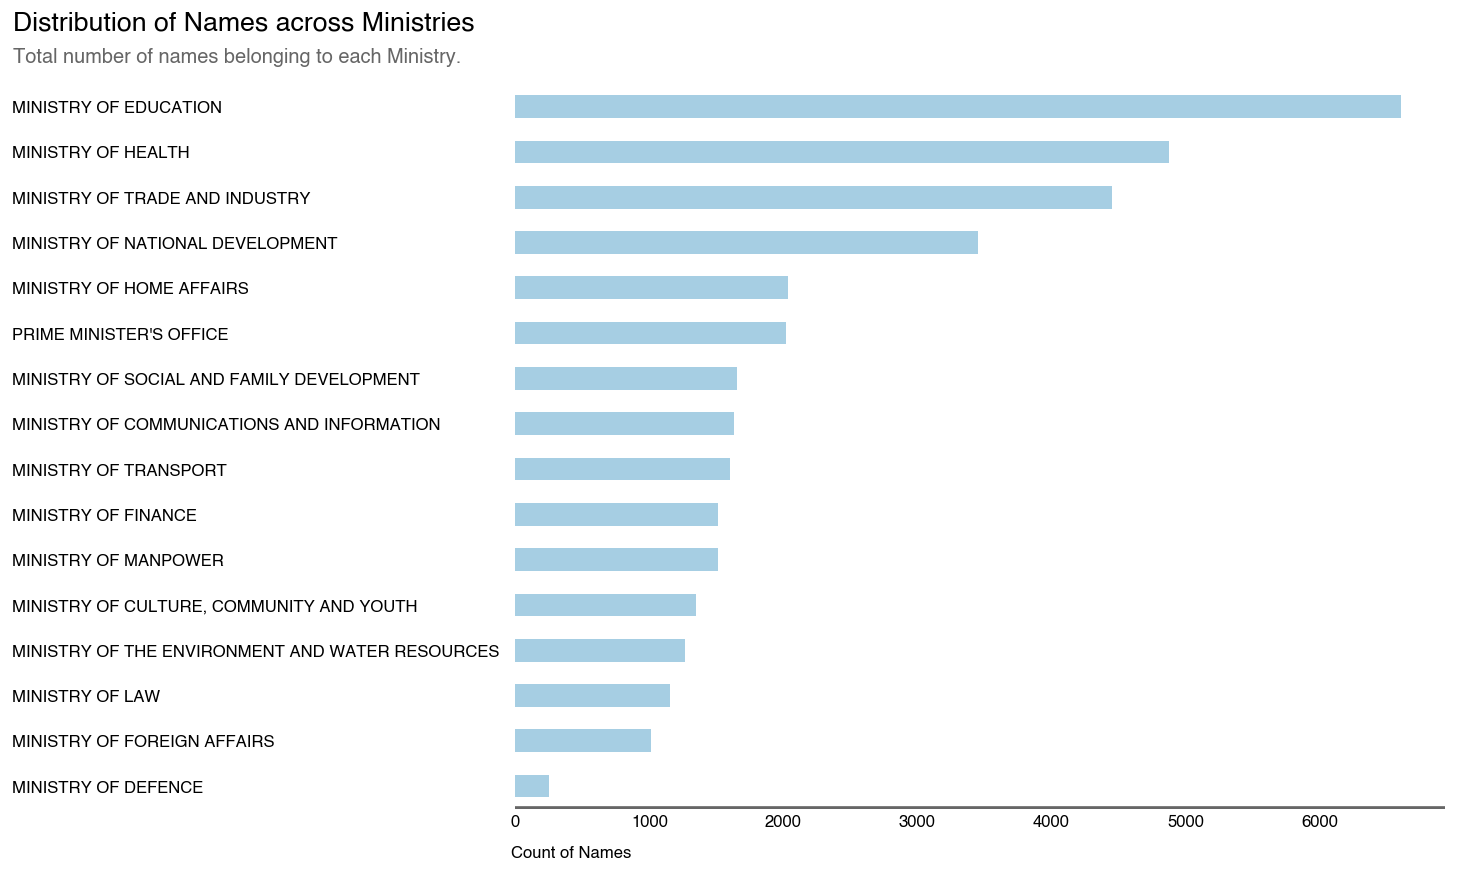 Distribution of Names across Ministries
Total number of names belonging to each Ministry.
MINISTRY OF EDUCATION
MINISTRY OF HEALTH
MINISTRY OF TRADE AND INDUSTRY
MINISTRY OF NATIONAL DEVELOPMENT
MINISTRY OF HOME AFFAIRS
PRIME MINISTER'S OFFICE
MINISTRY OF SOCIAL AND FAMILY DEVELOPMENT
MINISTRY OF COMMUNICATIONS AND INFORMATION
MINISTRY OF TRANSPORT
MINISTRY OF FINANCE
MINISTRY OF MANPOWER
MINISTRY OF CULTURE, COMMUNITY AND YOUTH
MINISTRY OF THE ENVIRONMENT AND WATER RESOURCES
MINISTRY OF LAW
MINISTRY OF FOREIGN AFFAIRS
MINISTRY OF DEFENCE
0 1000 2000 3000 4000 5000 6000
Count of Names